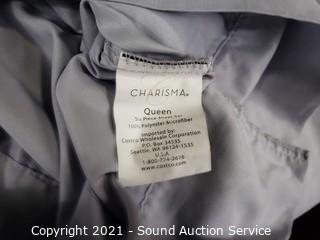 CHARISMA®
Queen
Six Piece Sheet Set
100% Polyester Microfiber
Imported by:
Costco Wholesale Corporation
P.O. Box 34535
Seattle, WA 98124-1535
U.S.A.
1-800-774-2678
www.costco.com
Copyright 2021 - Sound Auction Service